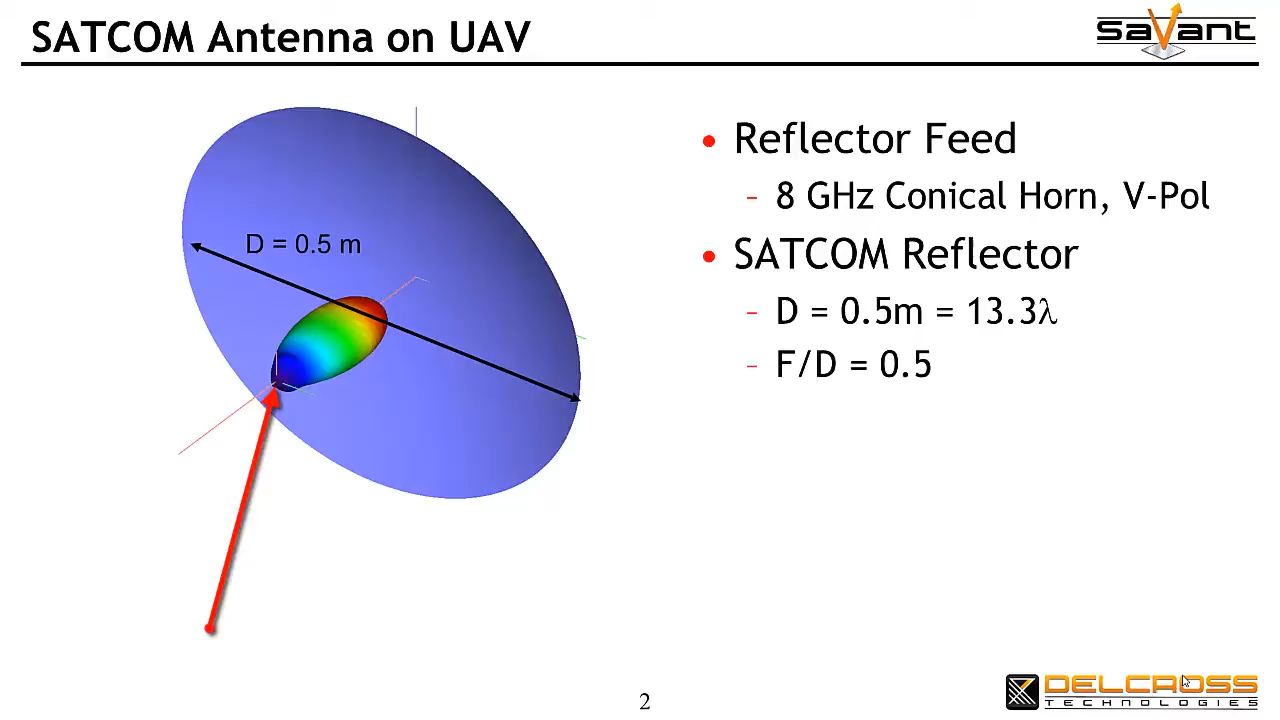 SATCOM Antenna on UAV
savant
D = 0.5 m
• Reflector Feed
– 8 GHz Conical Horn, V-Pol
• SATCOM Reflector
– D = 0.5m = 13.3λ
– F/D = 0.5
2
DELCROSS
TECHNOLOGIES